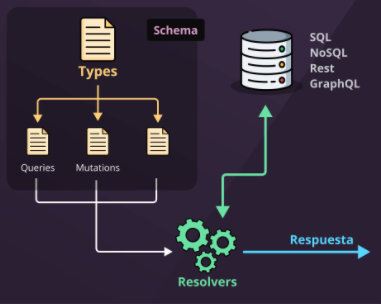 Schema
Types
Queries
Mutations
SQL
NoSQL
Rest
GraphQL
Resolvers
Respuesta